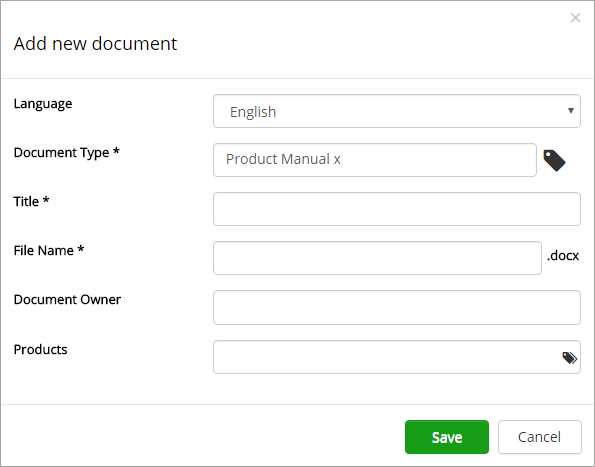 ×
Add new document
Language
English
Document Type *
Product Manual x
Title *
File Name *
.docx
Document Owner
Products
Save
Cancel